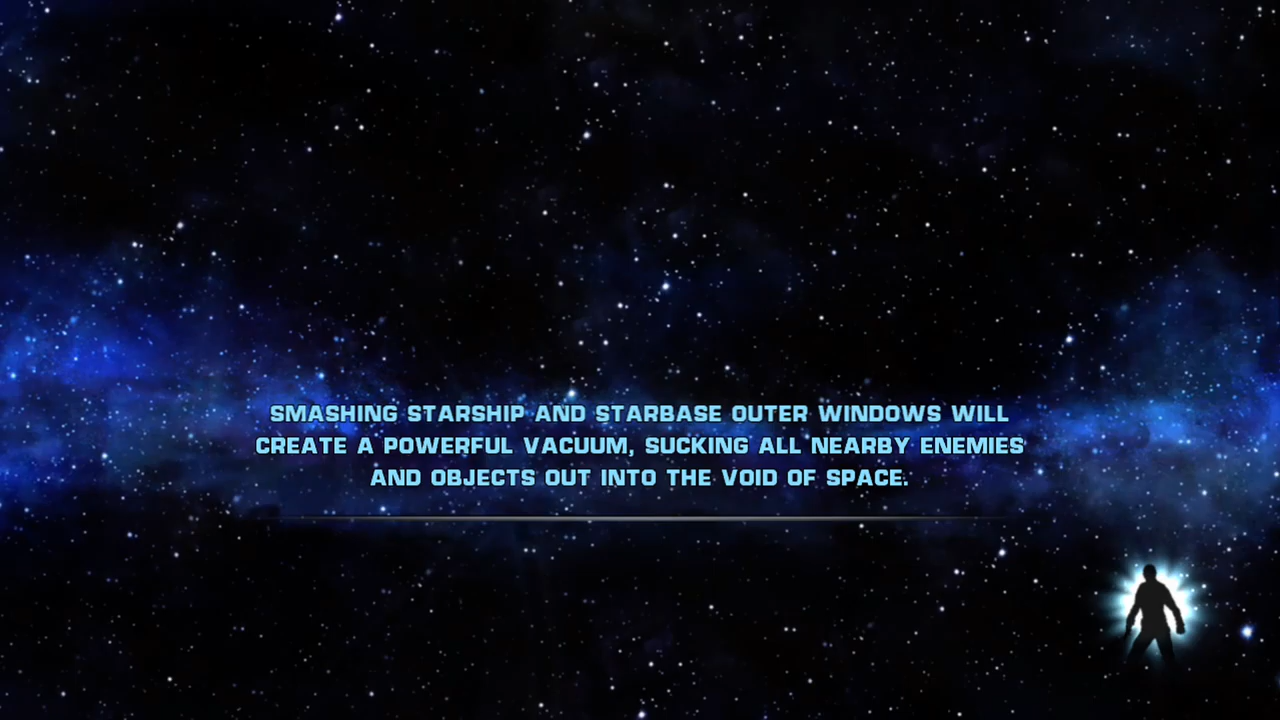 SMASHING STARSHIP AND STARBASE OUTER WINDOWS WILL
CREATE A POWERFUL VACUUM, SUCKING ALL NEARBY ENEMIES
AND OBJECTS OUT INTO THE VOID OF SPACE.